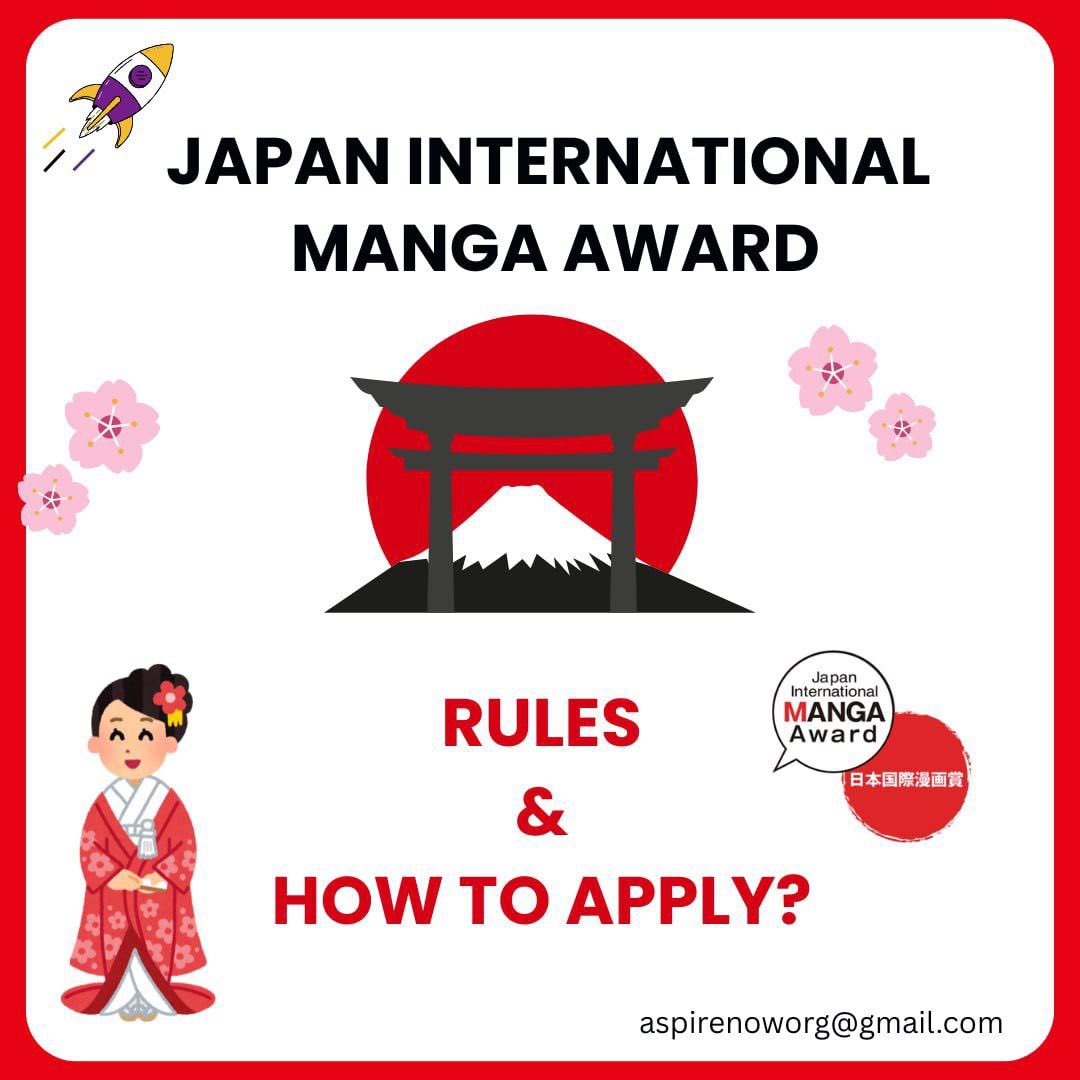 JAPAN INTERNATIONAL
MANGA AWARD
RULES
&
HOW TO APPLY?
Japan
International
MANGA
Award
日本国際漫画賞
aspirenoworg@gmail.com